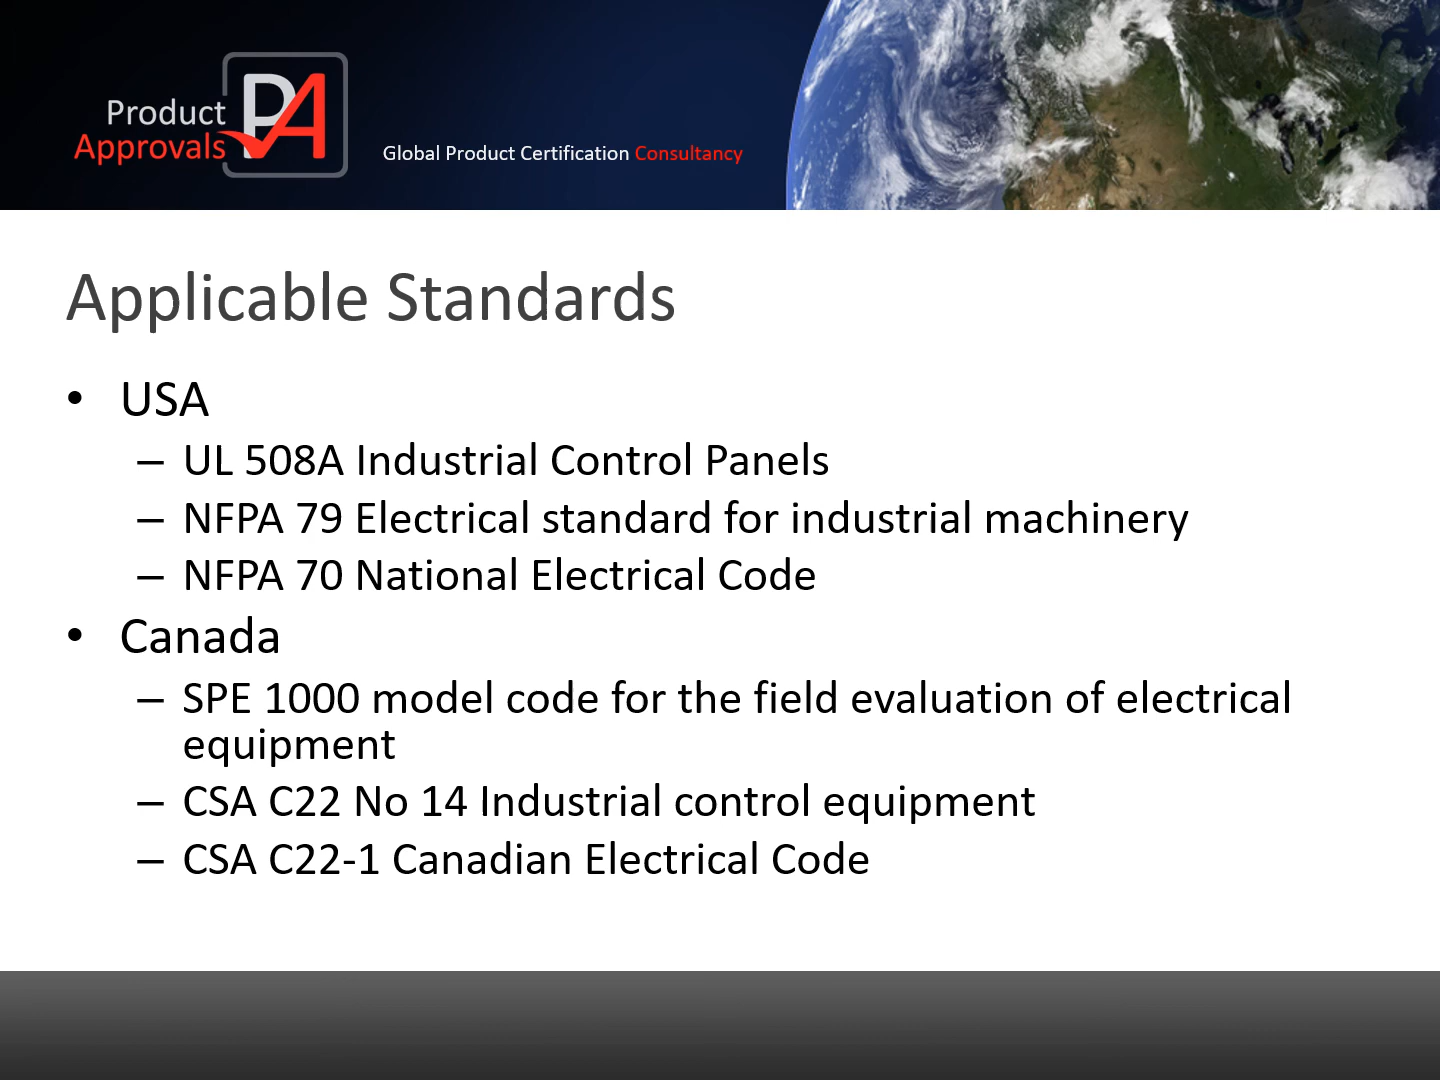 Product
Approvals
PA
Global Product Certification Consultancy
Applicable Standards
• USA
– UL 508A Industrial Control Panels
– NFPA 79 Electrical standard for industrial machinery
– NFPA 70 National Electrical Code
• Canada
– SPE 1000 model code for the field evaluation of electrical
equipment
– CSA C22 No 14 Industrial control equipment
– CSA C22-1 Canadian Electrical Code